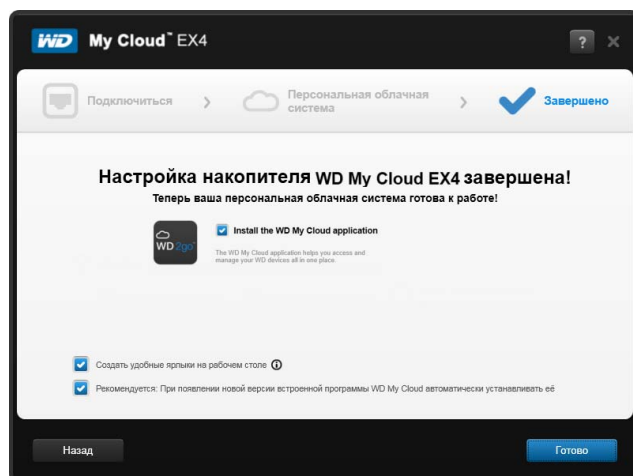 WD My Cloud™ EX4
?
Подключиться
Персональная облачная
система
Завершено
Настройка накопителя WD My Cloud EX4 завершена!
Теперь ваша персональная облачная система готова к работе!
WD 2go™
Install the WD My Cloud application
The WD My Cloud application helps you access and
manage your WD devices all in one place.
Создать удобные ярлыки на рабочем столе
Рекомендуется: При появлении новой версии встроенной программы WD My Cloud автоматически устанавливать её
Назад
Готово